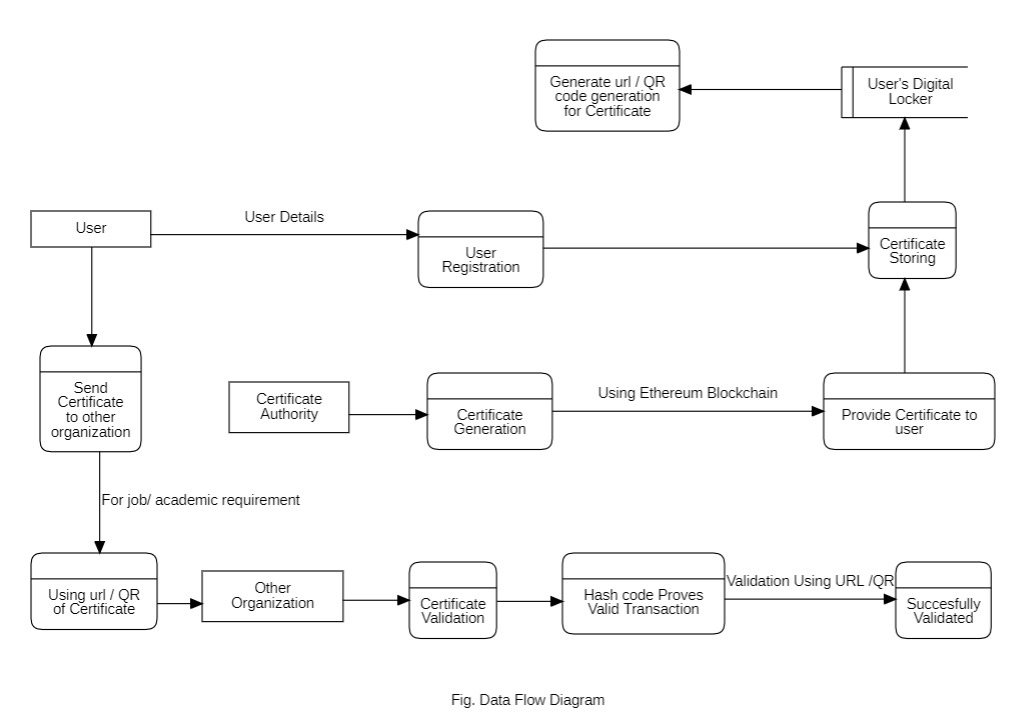 Generate url / QR
code generation
for Certificate
User's Digital
Locker
User
User Details
User
Registration
Certificate
Storing
Send
Certificate
to other
organization
Certificate
Authority
Certificate
Generation
Using Ethereum Blockchain
Provide Certificate to
user
For job/ academic requirement
Using url / QR
of Certificate
Other
Organization
Certificate
Validation
Hash code Proves
Valid Transaction
Validation Using URL /QR
Succesfully
Validated
Fig. Data Flow Diagram